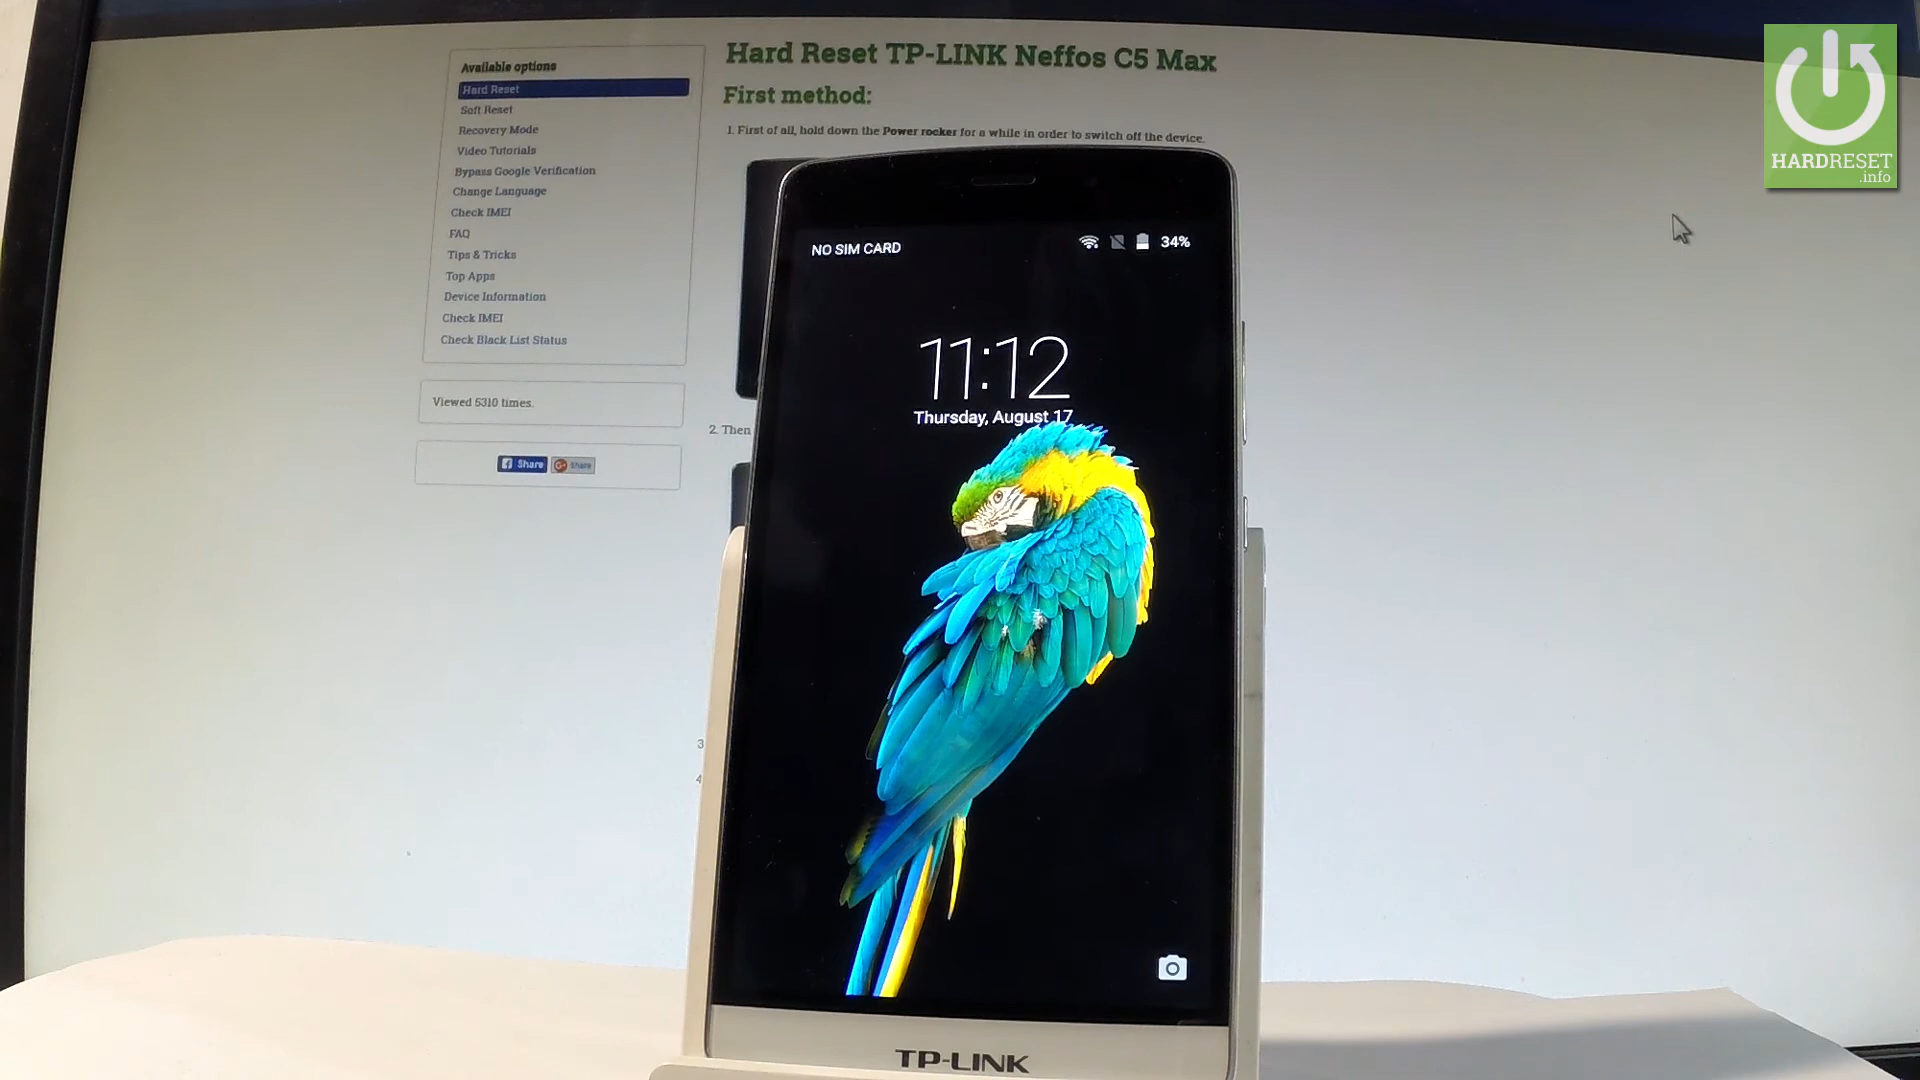 Hard Reset TP-LINK Neffos C5 Max
First method:
1. First of all, hold down the Power rocker for a while in order to switch off the device.
2. Then
3
4
Available options
Hard Reset
Soft Reset
Recovery Mode
Video Tutorials
Bypass Google Verification
Change Language
Check IMEI
FAQ
Tips & Tricks
Top Apps
Device Information
Check IMEI
Check Black List Status
Viewed 5310 times.
Share
Share
NO SIM CARD
34%
11:12
Thursday, August 17
TP-LINK
HARDRESET
.info